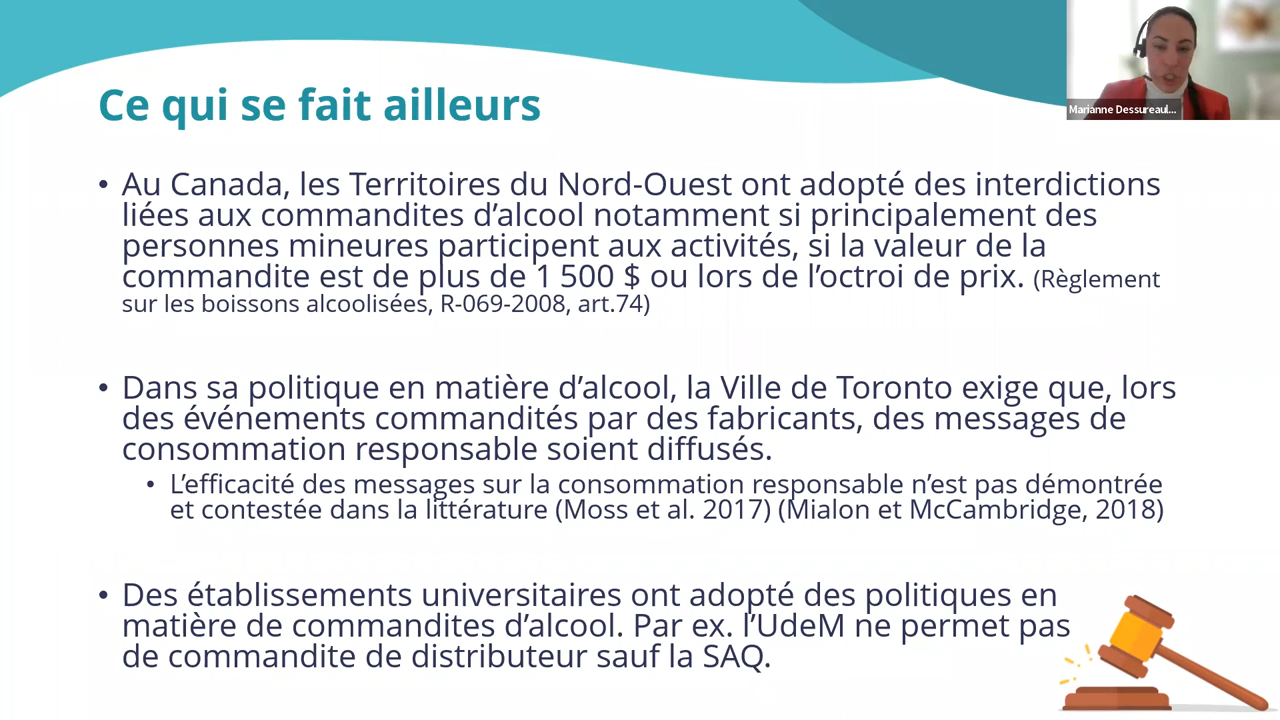 Ce qui se fait ailleurs
Marianne Dessureaul...
• Au Canada, les Territoires du Nord-Ouest ont adopté des interdictions
liées aux commandites d’alcool notamment si principalement des
personnes mineures participent aux activités, si la valeur de la
commandite est de plus de 1 500 $ ou lors de l’octroi de prix. (Règlement
sur les boissons alcoolisées, R-069-2008, art.74)
• Dans sa politique en matière d’alcool, la Ville de Toronto exige que, lors
des événements commandités par des fabricants, des messages de
consommation responsable soient diffusés.
• L’efficacité des messages sur la consommation responsable n’est pas démontrée
et contestée dans la littérature (Moss et al. 2017) (Mialon et McCambridge, 2018)
• Des établissements universitaires ont adopté des politiques en
matière de commandites d’alcool. Par ex. l’UdeM ne permet pas
de commandite de distributeur sauf la SAQ.